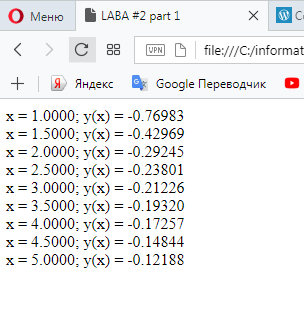 Меню
LABA #2 part 1
C
VPN
file:///C:/informat
Яндекс
Google Переводчик
x = 1.0000; y(x) = -0.76983
x = 1.5000; y(x) = -0.42969
x = 2.0000; y(x) = -0.29245
x = 2.5000; y(x) = -0.23801
x = 3.0000; y(x) = -0.21226
x = 3.5000; y(x) = -0.19320
x = 4.0000; y(x) = -0.17257
x = 4.5000; y(x) = -0.14844
x = 5.0000; y(x) = -0.12188